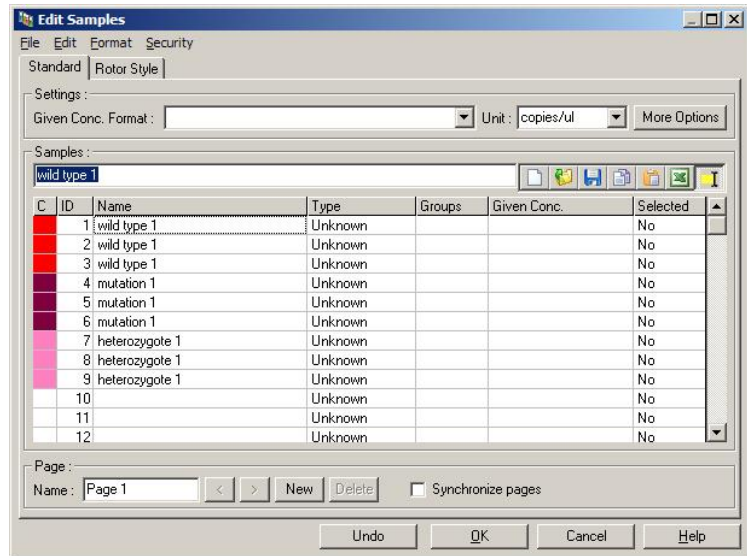 Edit Samples
File Edit Format Security
Standard Rotor Style
Settings :
Given Conc. Format : Unit : copies/ul More Options
Samples :
wild type 1
C ID Name Type Groups Given Conc. Selected
1 wild type 1 Unknown No
2 wild type 1 Unknown No
3 wild type 1 Unknown No
4 mutation 1 Unknown No
5 mutation 1 Unknown No
6 mutation 1 Unknown No
7 heterozygote 1 Unknown No
8 heterozygote 1 Unknown No
9 heterozygote 1 Unknown No
10 Unknown No
11 Unknown No
12 Unknown No
Page :
Name : Page 1 < > New Delete Synchronize pages
Undo OK Cancel Help